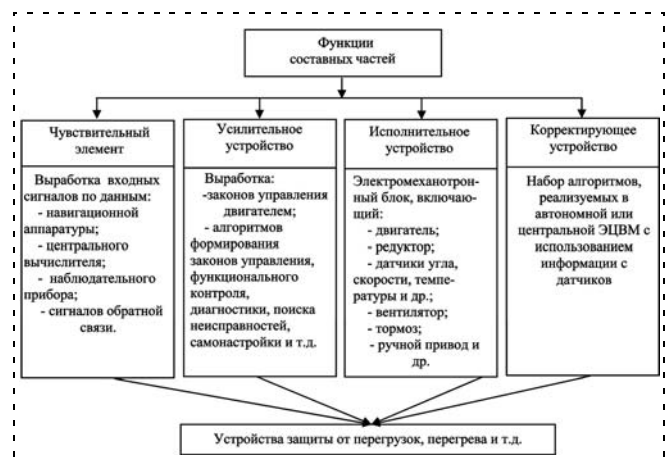 Функции
составных частей
Чувствительный
элемент
Выработка входных
сигналов по данным:
- навигационной
аппаратуры;
- центрального
вычислителя;
- наблюдательного
прибора;
- сигналов обратной
связи.
Усилительное
устройство
Выработка:
-законов управления
двигателем;
- алгоритмов
формирования
законов управления,
функционального
контроля,
диагностики, поиска
неисправностей,
самонастройки и т.д.
Исполнительное
устройство
Электромеханотрон-
ный блок, включаю-
щий:
- двигатель;
- редуктор;
- датчики угла,
скорости, темпе-
ратуры и др.;
- вентилятор;
- тормоз;
- ручной привод и
др.
Корректирующее
устройство
Набор алгоритмов,
реализуемых в
автономной или
центральной ЭЦВМ с
использованием
информации с
датчиков
Устройства защиты от перегрузок, перегрева и т.д.